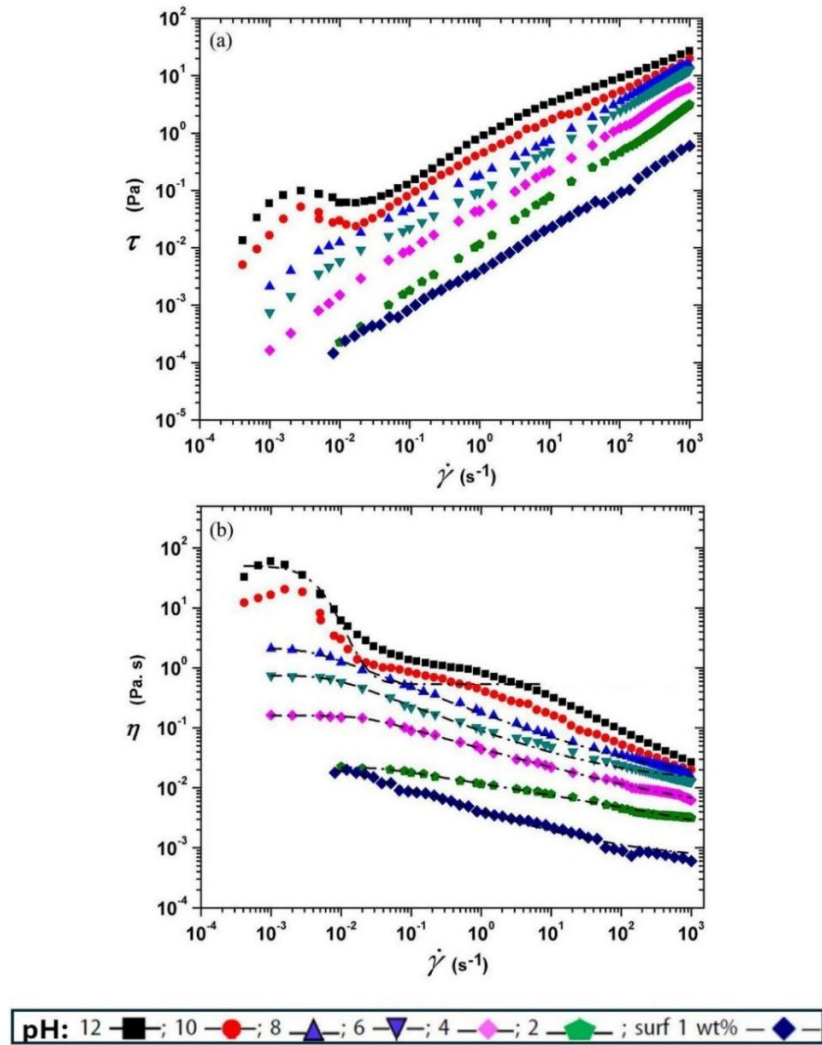 (a)
10²
10¹
10⁰
10⁻¹
10⁻²
10⁻³
10⁻⁴
10⁻⁵
τ (Pa)
10⁻⁴ 10⁻³ 10⁻² 10⁻¹ 10⁰ 10¹ 10² 10³
γ̇ (s⁻¹)
(b)
10²
10¹
10⁰
10⁻¹
10⁻²
10⁻³
10⁻⁴
η (Pa. s)
10⁻⁴ 10⁻³ 10⁻² 10⁻¹ 10⁰ 10¹ 10² 10³
γ̇ (s⁻¹)
pH: 12 ; 10 ; 8 ; 6 ; 4 ; 2 ; surf 1 wt%